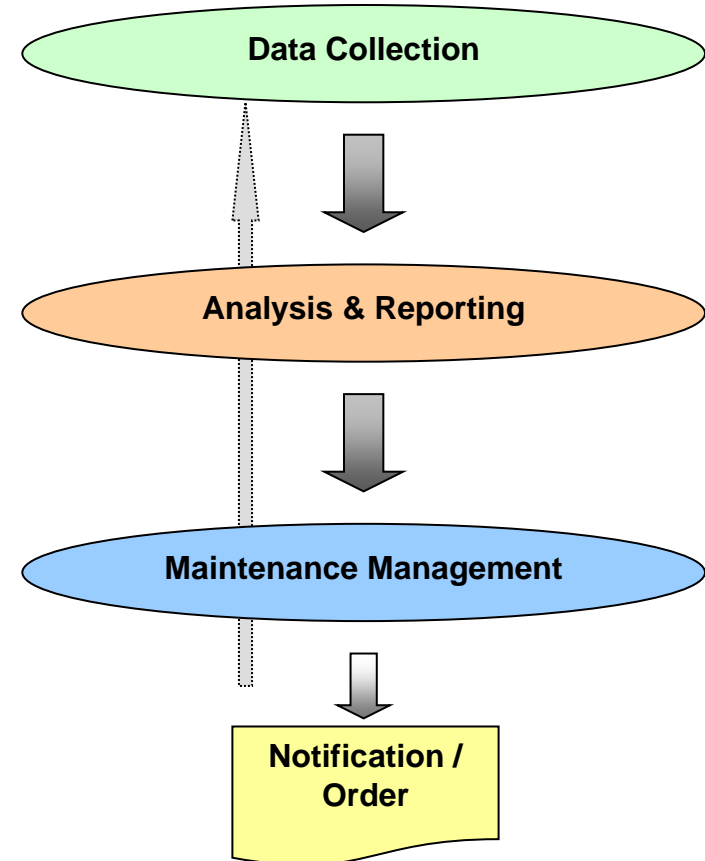 Data Collection
Analysis & Reporting
Maintenance Management
Notification /
Order